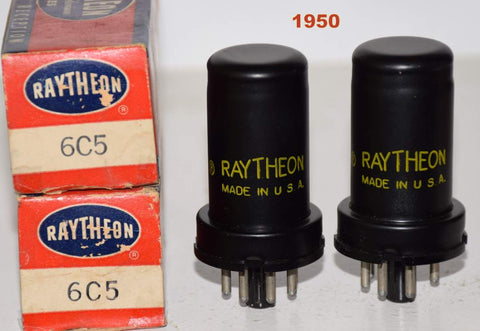 1950
RAYTHEON
®
6C5
RAYTHEON
®
6C5
® RAYTHEON
MADE IN U.S.A.
® RAYTHEON
MADE IN U.S.A.